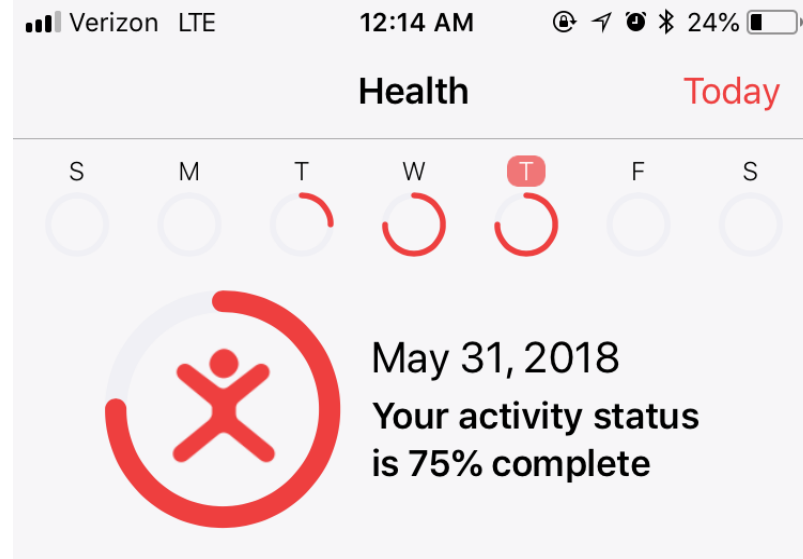 Verizon LTE 12:14 AM 24%
Health Today
S M T W T F S
May 31, 2018
Your activity status
is 75% complete